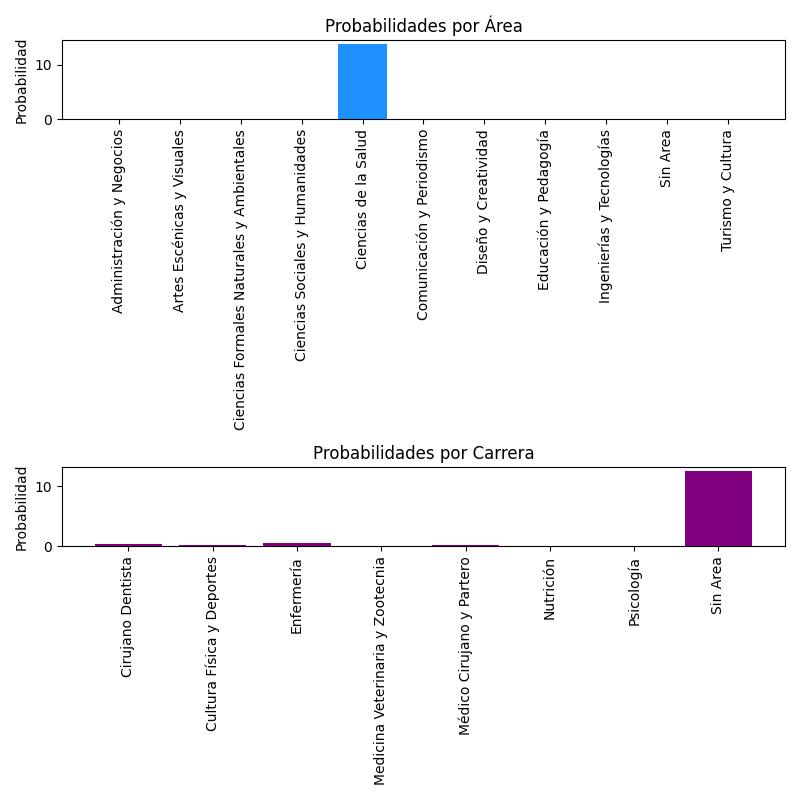 Probabilidades por Área
Probabilidad
10
0
Administración y Negocios
Artes Escénicas y Visuales
Ciencias Formales Naturales y Ambientales
Ciencias Sociales y Humanidades
Ciencias de la Salud
Comunicación y Periodismo
Diseño y Creatividad
Educación y Pedagogía
Ingenierías y Tecnologías
Sin Area
Turismo y Cultura
Probabilidades por Carrera
Probabilidad
10
0
Cirujano Dentista
Cultura Física y Deportes
Enfermería
Medicina Veterinaria y Zootecnia
Médico Cirujano y Partero
Nutrición
Psicología
Sin Area